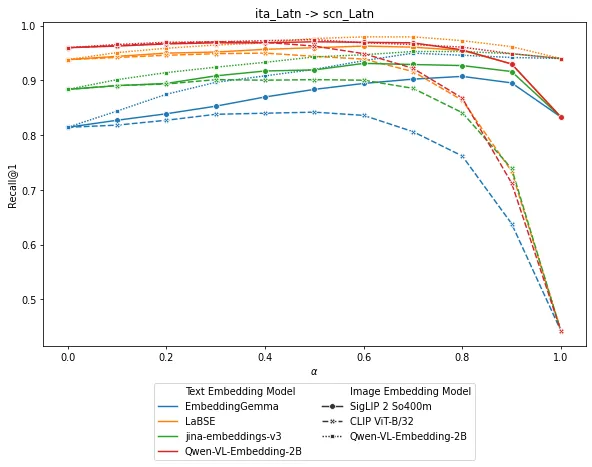 ita_Latn -> scn_Latn
1.0
0.9
0.8
0.7
0.6
0.5
Recall@1
0.0 0.2 0.4 0.6 0.8 1.0
α
Text Embedding Model Image Embedding Model
EmbeddingGemma SigLIP 2 So400m
LaBSE CLIP ViT-B/32
jina-embeddings-v3 Qwen-VL-Embedding-2B
Qwen-VL-Embedding-2B